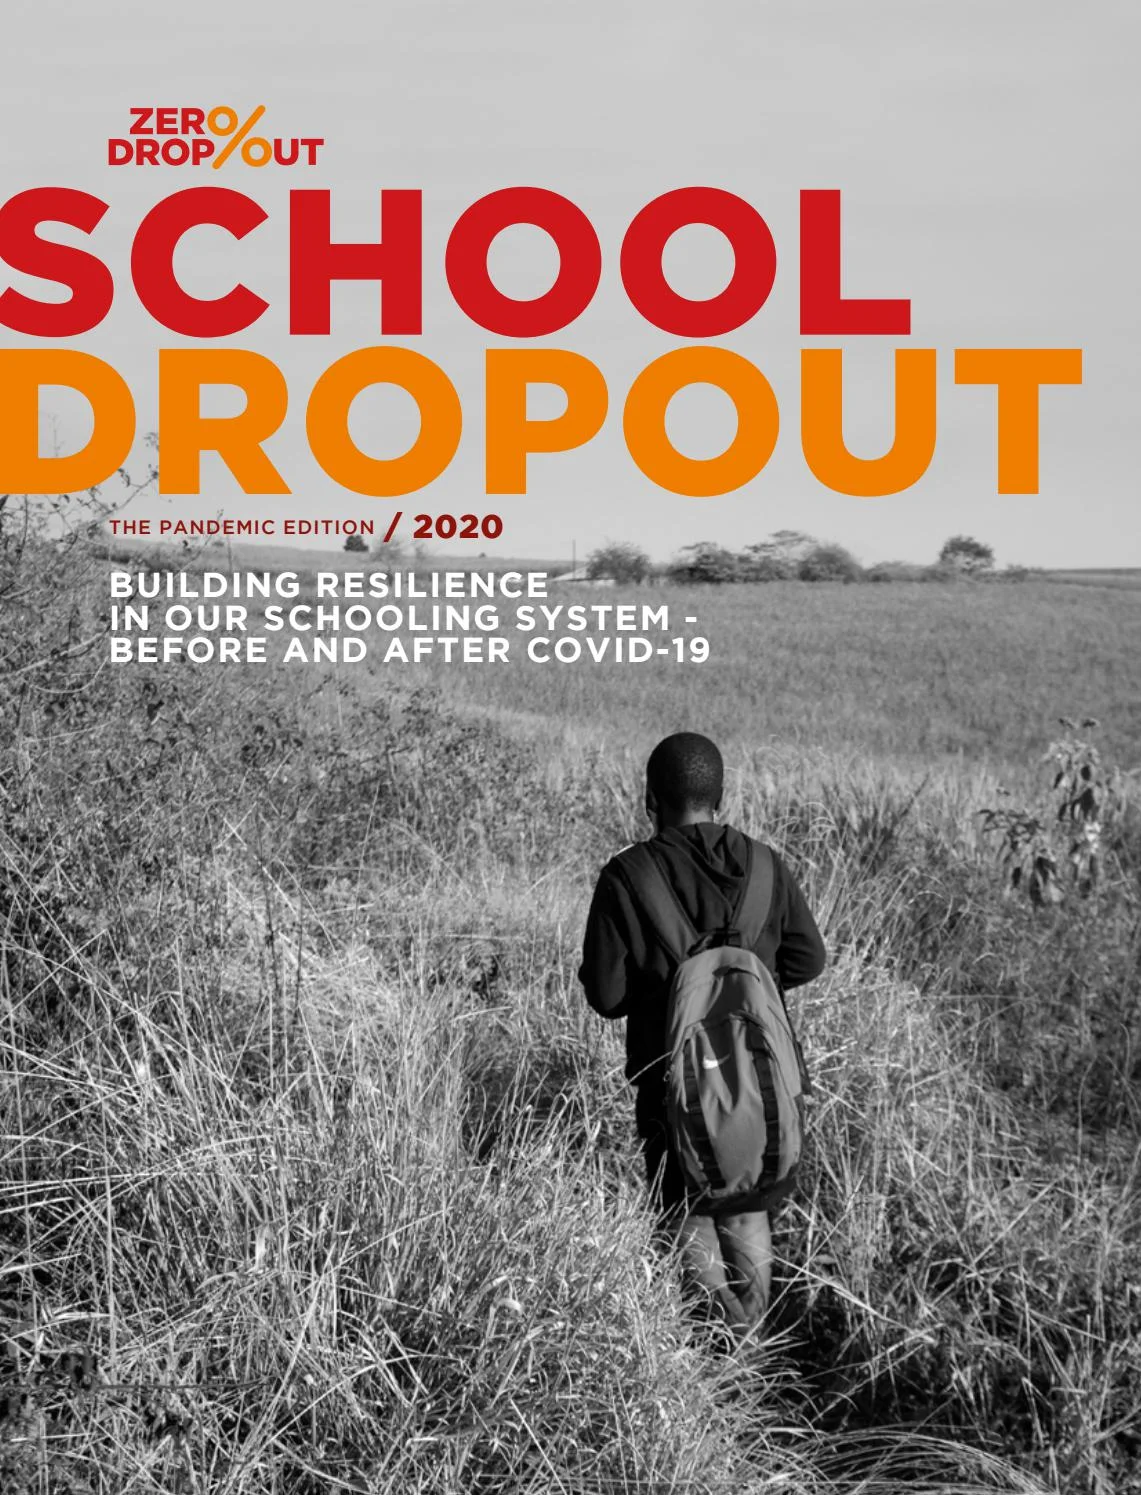 ZERO
DROPOUT
SCHOOL
DROPOUT
THE PANDEMIC EDITION / 2020
BUILDING RESILIENCE
IN OUR SCHOOLING SYSTEM -
BEFORE AND AFTER COVID-19